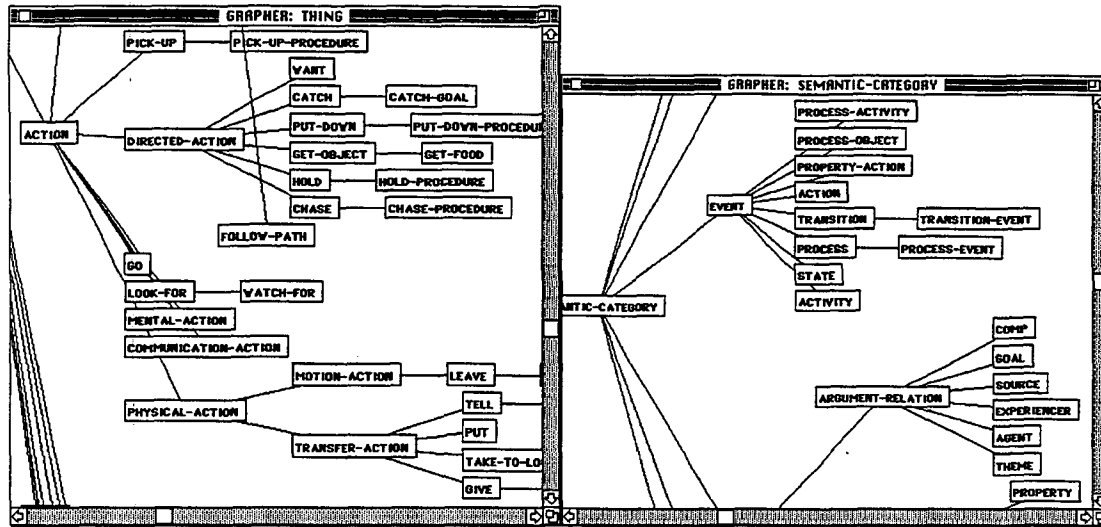 GRAPHER: THING
PICK-UP
PICK-UP-PROCEDURE
WANT
CATCH
CATCH-GOAL
ACTION
DIRECTED-ACTION
PUT-DOWN
PUT-DOWN-PROCEDU
GET-OBJECT
GET-FOOD
HOLD
HOLD-PROCEDURE
CHASE
CHASE-PROCEDURE
FOLLOW-PATH
GO
LOOK-FOR
WATCH-FOR
MENTAL-ACTION
COMMUNICATION-ACTION
MOTION-ACTION
LEAVE
PHYSICAL-ACTION
TELL
PUT
TRANSFER-ACTION
TAKE-TO-LO
GIVE
GRAPHER: SEMANTIC-CATEGORY
PROCESS-ACTIVITY
PROCESS-OBJECT
PROPERTY-ACTION
ACTION
EVENT
TRANSITION
TRANSITION-EVENT
PROCESS
PROCESS-EVENT
STATE
ACTIVITY
ANTIC-CATEGORY
COMP
GOAL
SOURCE
ARGUMENT-RELATION
EXPERIENCER
AGENT
THEME
PROPERTY